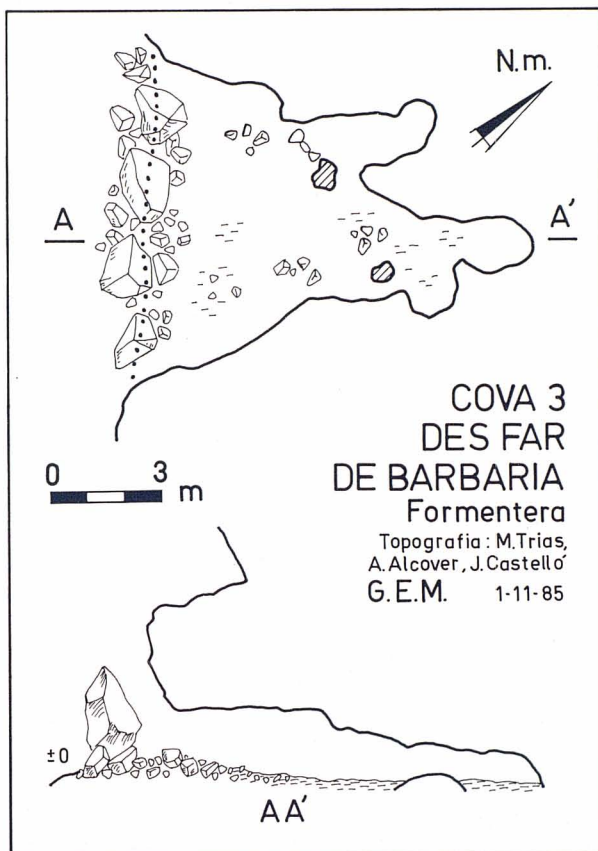 N.m.
A A'
COVA 3
DES FAR
DE BARBARIA
Formentera
Topografia: M.Trias,
A.Alcover, J.Castelló
G.E.M. 1-11-85
0 3
m
±0
AA'